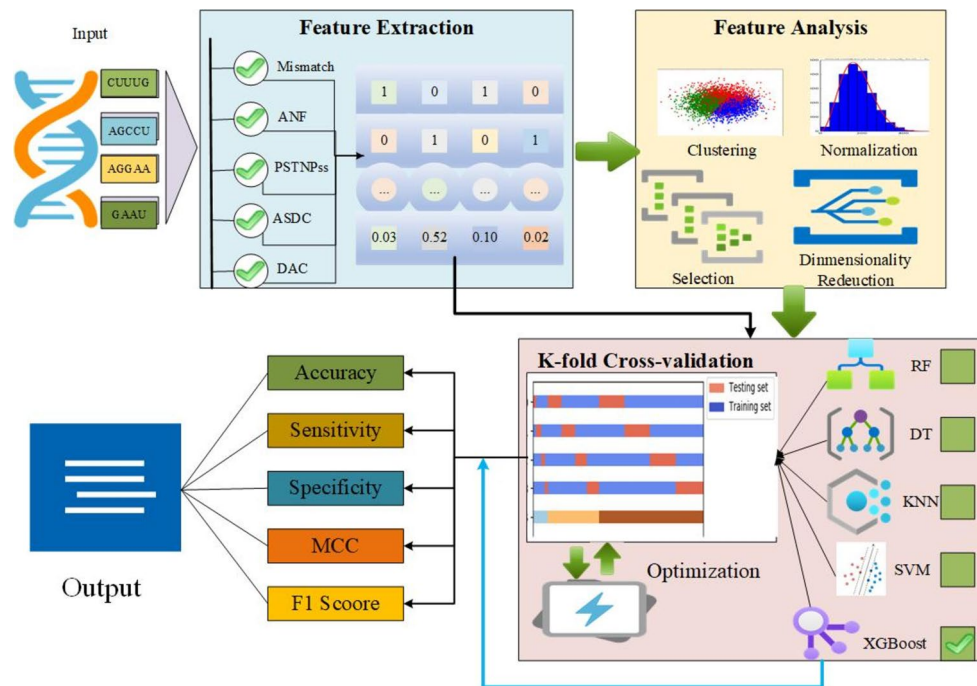 Input
CUUUG
AGCCU
AGGAA
GAAU
Feature Extraction
Mismatch
ANF
PSTNPss
ASDC
DAC
1 0 1 0
0 1 0 1
... ... ... ...
0.03 0.52 0.10 0.02
Feature Analysis
Clustering
Normalization
Selection
Dinmensionality
Redeuction
K-fold Cross-validation
Testing set
Training set
Optimization
RF
DT
KNN
SVM
XGBoost
Accuracy
Sensitivity
Specificity
MCC
F1 Scoore
Output